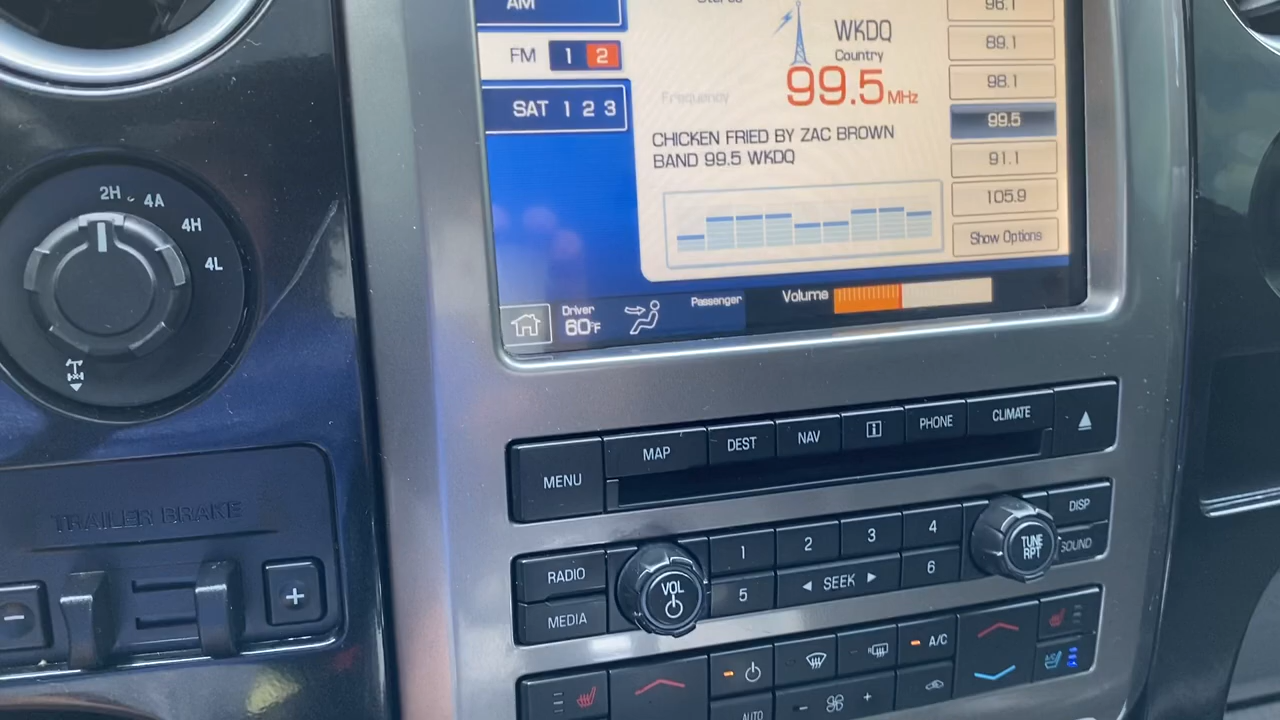 AM
Stereo
96.1
WKDQ
FM 1 2
Country
89.1
98.1
99.5 MHz
Frequency
SAT 1 2 3
99.5
CHICKEN FRIED BY ZAC BROWN
BAND 99.5 WKDQ
91.1
105.9
Show Options
2H 4A
4H
4L
Driver
60°F
Passenger
Volume
MENU
MAP
DEST
NAV
i
PHONE
CLIMATE
TRAILER BRAKE
- +
RADIO
VOL
1
2
3
4
TUNE
RPT
DISP
SOUND
MEDIA
5
SEEK
6
A/C
AUTO
- +